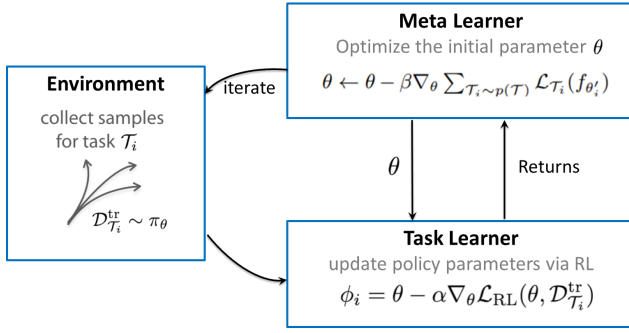 Meta Learner
Optimize the initial parameter θ
θ ← θ − β∇_θ ∑_{𝒯_i∼p(𝒯)} ℒ_{𝒯_i}(f_{θ'_i})
iterate
Environment
collect samples
for task 𝒯_i
𝒟^{tr}_{𝒯_i} ∼ π_θ
θ
Returns
Task Learner
update policy parameters via RL
ϕ_i = θ − α∇_θ ℒ_{RL}(θ, 𝒟^{tr}_{𝒯_i})